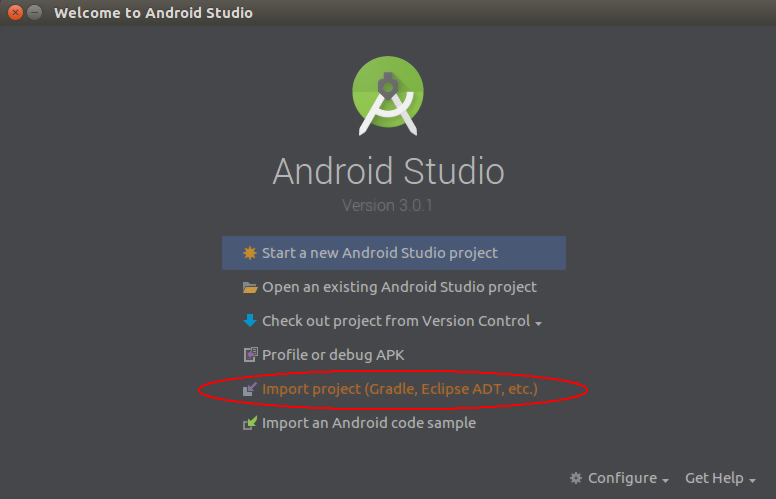 Welcome to Android Studio
Android Studio
Version 3.0.1
Start a new Android Studio project
Open an existing Android Studio project
Check out project from Version Control
Profile or debug APK
Import project (Gradle, Eclipse ADT, etc.)
Import an Android code sample
Configure Get Help